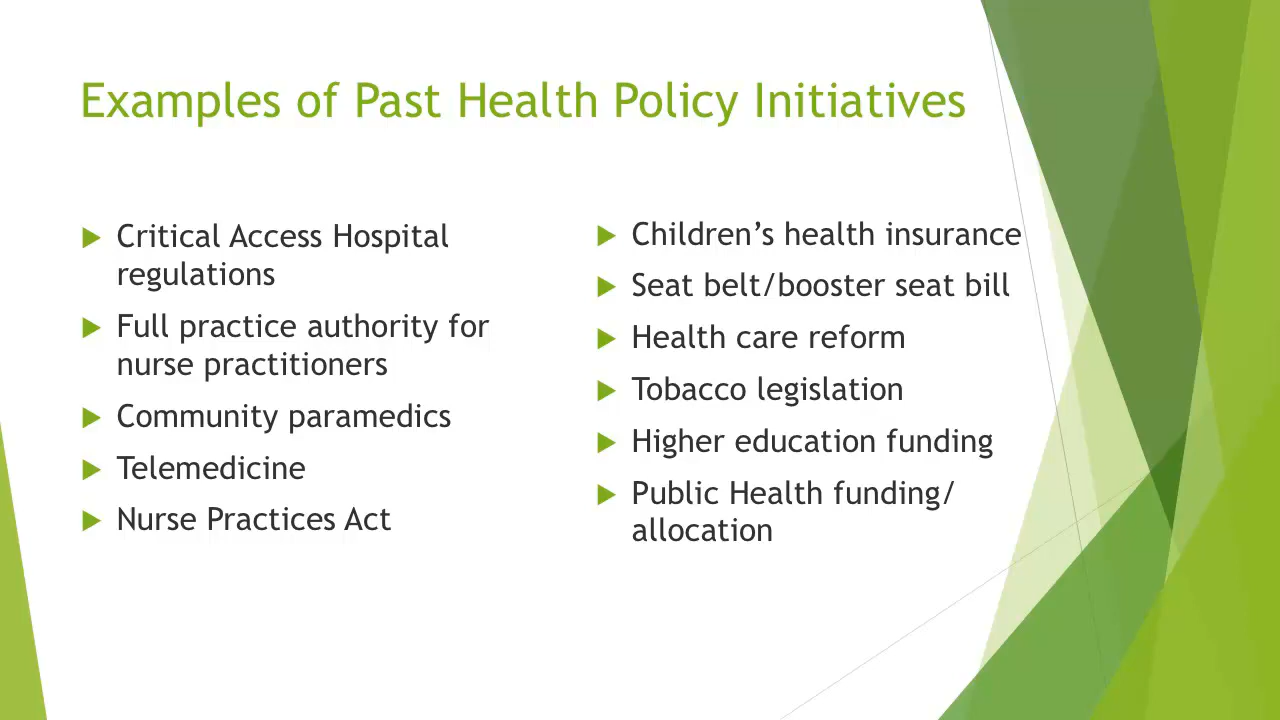 Examples of Past Health Policy Initiatives
Critical Access Hospital
regulations
Full practice authority for
nurse practitioners
Community paramedics
Telemedicine
Nurse Practices Act
Children’s health insurance
Seat belt/booster seat bill
Health care reform
Tobacco legislation
Higher education funding
Public Health funding/
allocation